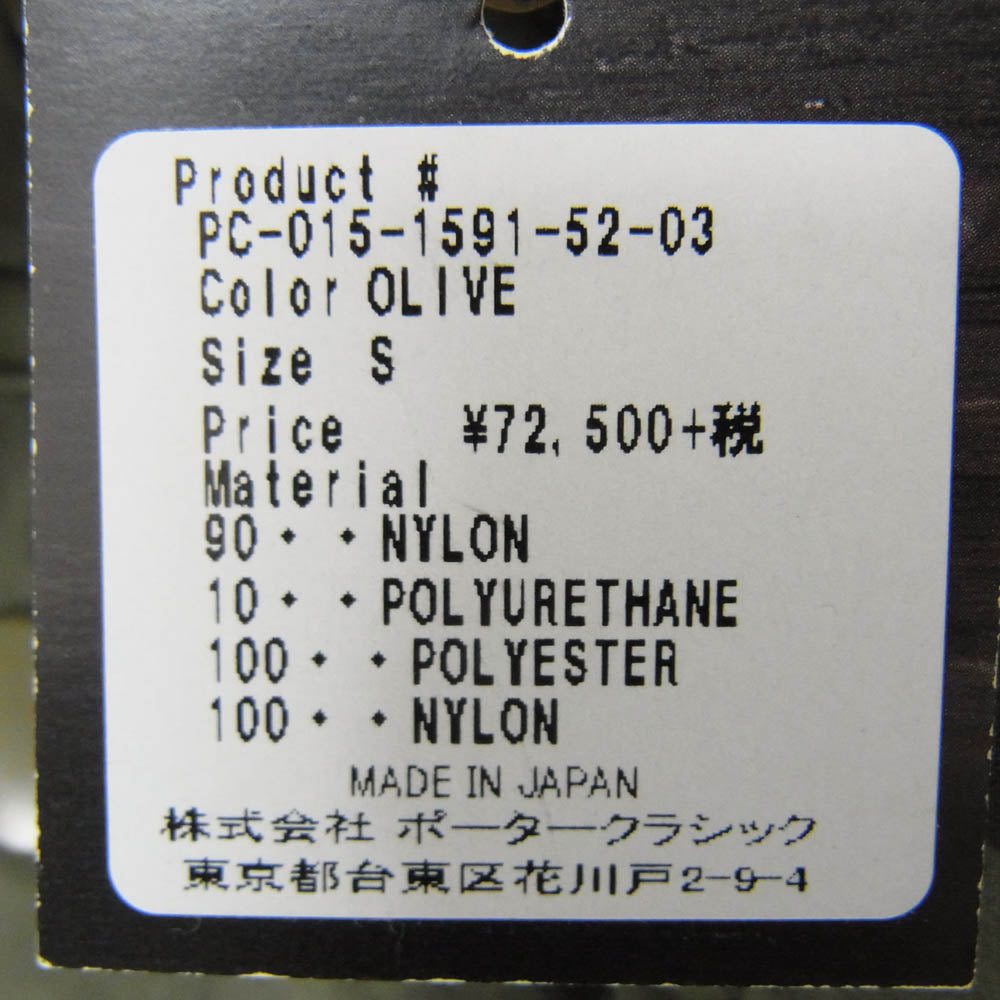 Product #
PC-015-1591-52-03
Color OLIVE
Size S
Price ¥72,500+税
Material
90・・NYLON
10・・POLYURETHANE
100・・POLYESTER
100・・NYLON
MADE IN JAPAN
株式会社 ポータークラシック
東京都台東区花川戸2-9-4